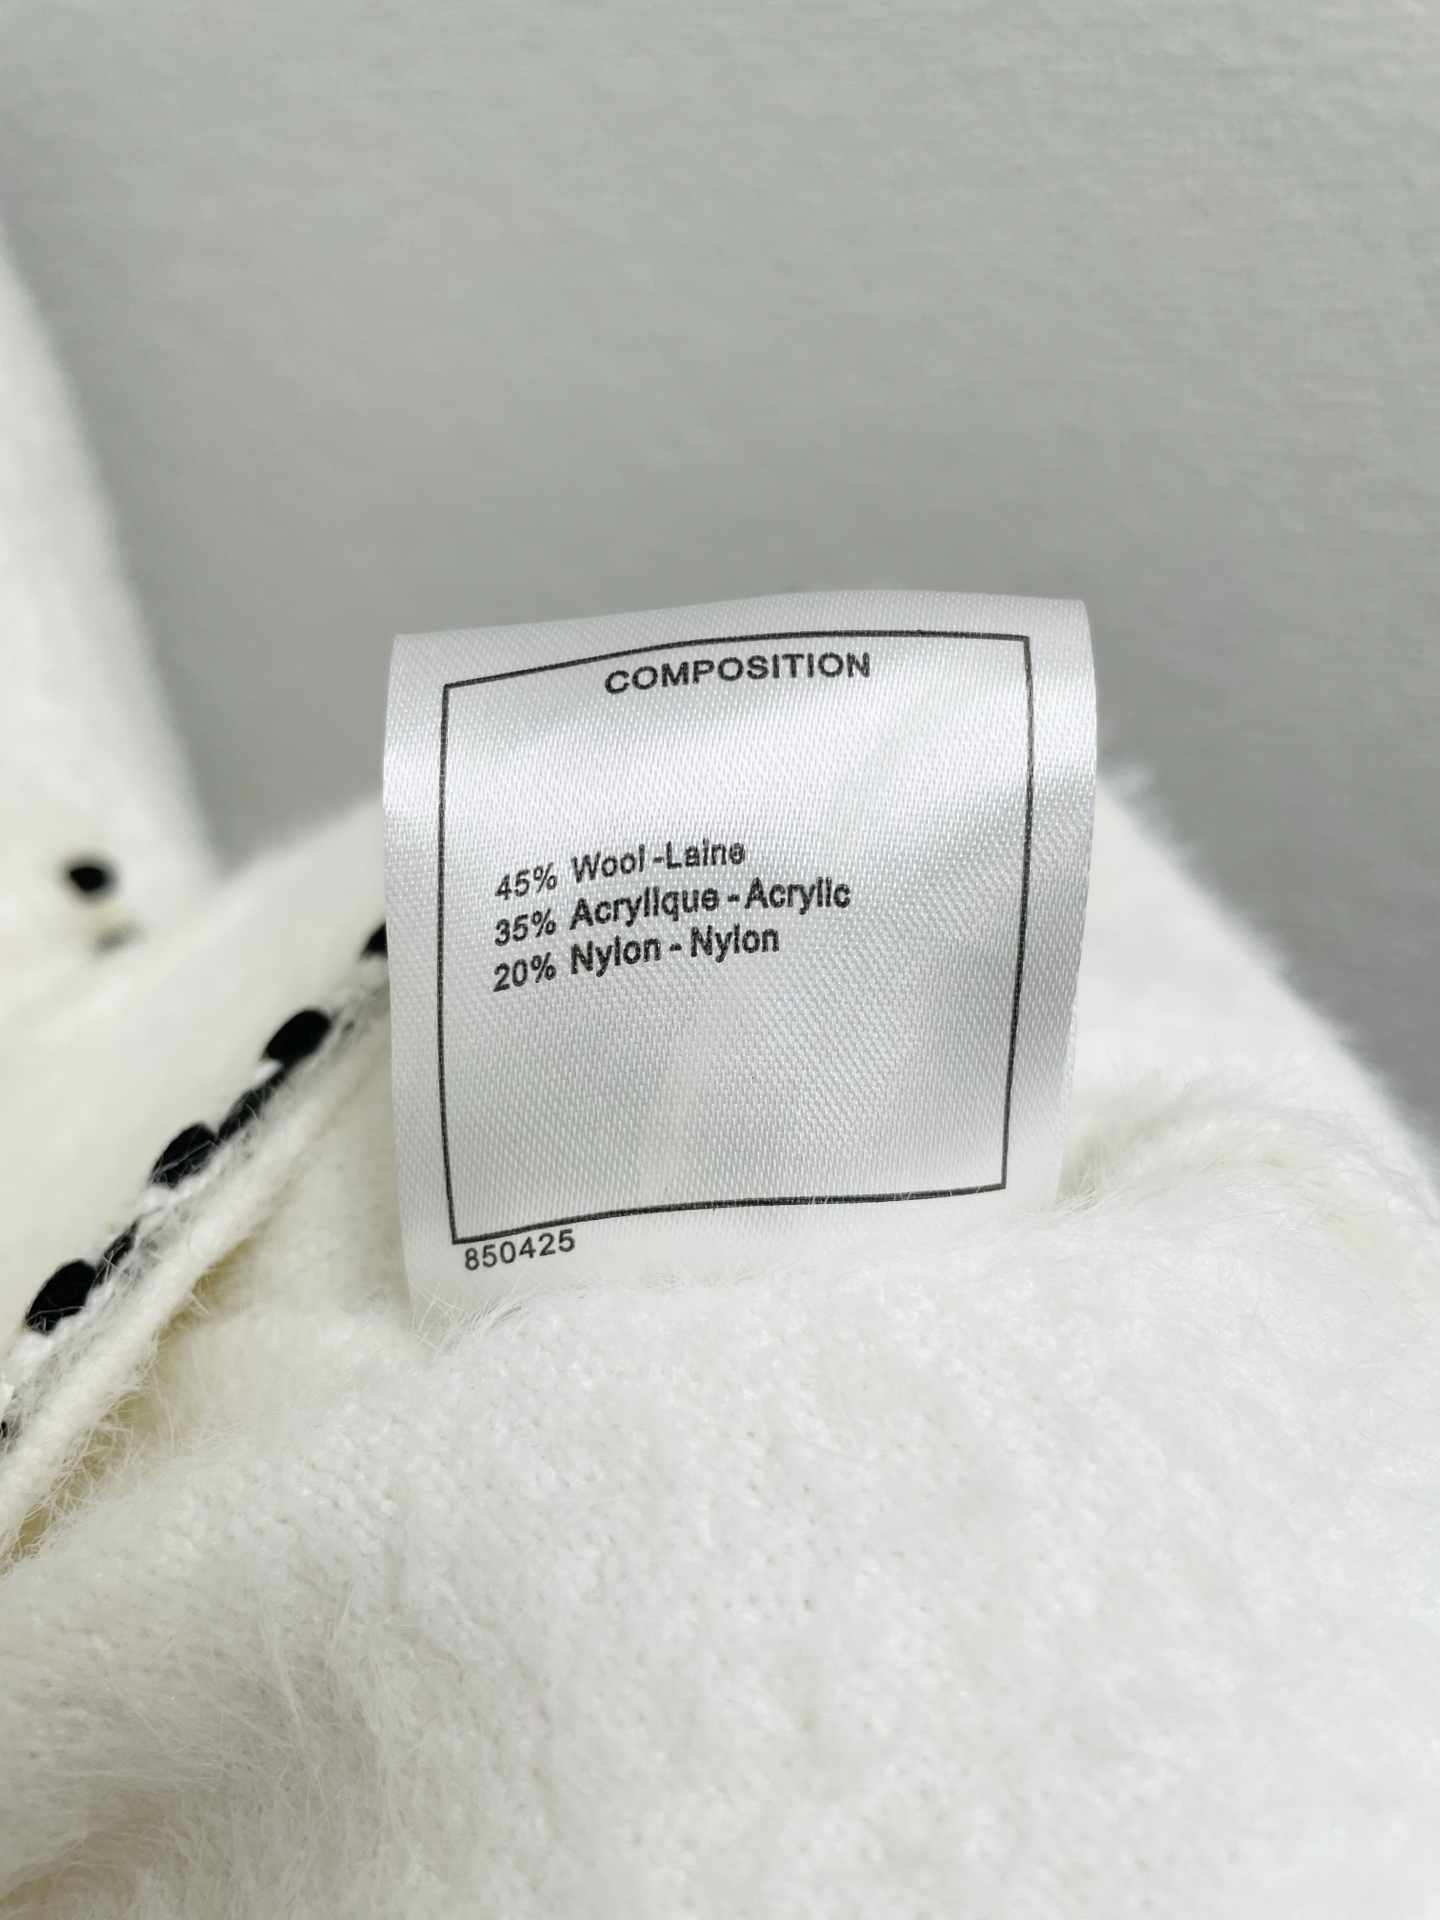 COMPOSITION
45% Wool-Laine
35% Acrylique-Acrylic
20% Nylon-Nylon
850425